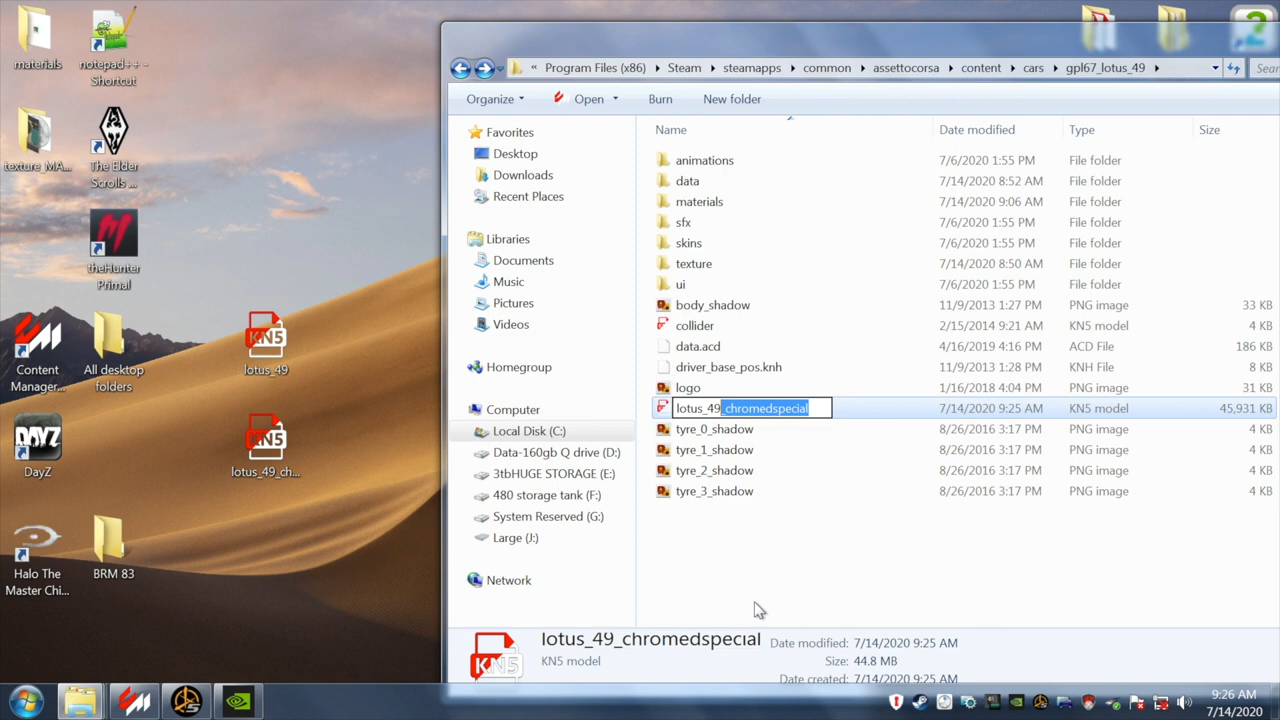 materials
notepad++ -
Shortcut
texture_MA...
The Elder
Scrolls ...
theHunter
Primal
Content
Manager...
All desktop
folders
KN5
lotus_49
DAYZ
DayZ
KN5
lotus_49_ch...
Halo The
Master Chi...
BRM 83
« Program Files (x86) Steam steamapps common assettocorsa content cars gpl67_lotus_49
Sear
Organize Open Burn New folder
Favorites
Desktop
Downloads
Recent Places
Libraries
Documents
Music
Pictures
Videos
Homegroup
Computer
Local Disk (C:)
Data-160gb Q drive (D:)
3tbHUGE STORAGE (E:)
480 storage tank (F:)
System Reserved (G:)
Large (J:)
Network
Name Date modified Type Size
animations 7/6/2020 1:55 PM File folder
data 7/14/2020 8:52 AM File folder
materials 7/14/2020 9:06 AM File folder
sfx 7/6/2020 1:55 PM File folder
skins 7/6/2020 1:55 PM File folder
texture 7/14/2020 8:50 AM File folder
ui 7/6/2020 1:55 PM File folder
body_shadow 11/9/2013 1:27 PM PNG image 33 KB
collider 2/15/2014 9:21 AM KN5 model 4 KB
data.acd 4/16/2019 4:16 PM ACD File 186 KB
driver_base_pos.knh 11/9/2013 1:28 PM KNH File 8 KB
logo 1/16/2018 4:04 PM PNG image 31 KB
lotus_49_chromedspecial 7/14/2020 9:25 AM KN5 model 45,931 KB
tyre_0_shadow 8/26/2016 3:17 PM PNG image 4 KB
tyre_1_shadow 8/26/2016 3:17 PM PNG image 4 KB
tyre_2_shadow 8/26/2016 3:17 PM PNG image 4 KB
tyre_3_shadow 8/26/2016 3:17 PM PNG image 4 KB
KN5
lotus_49_chromedspecial Date modified: 7/14/2020 9:25 AM
KN5 model Size: 44.8 MB
Date created: 7/14/2020 9:25 AM
9:26 AM
7/14/2020